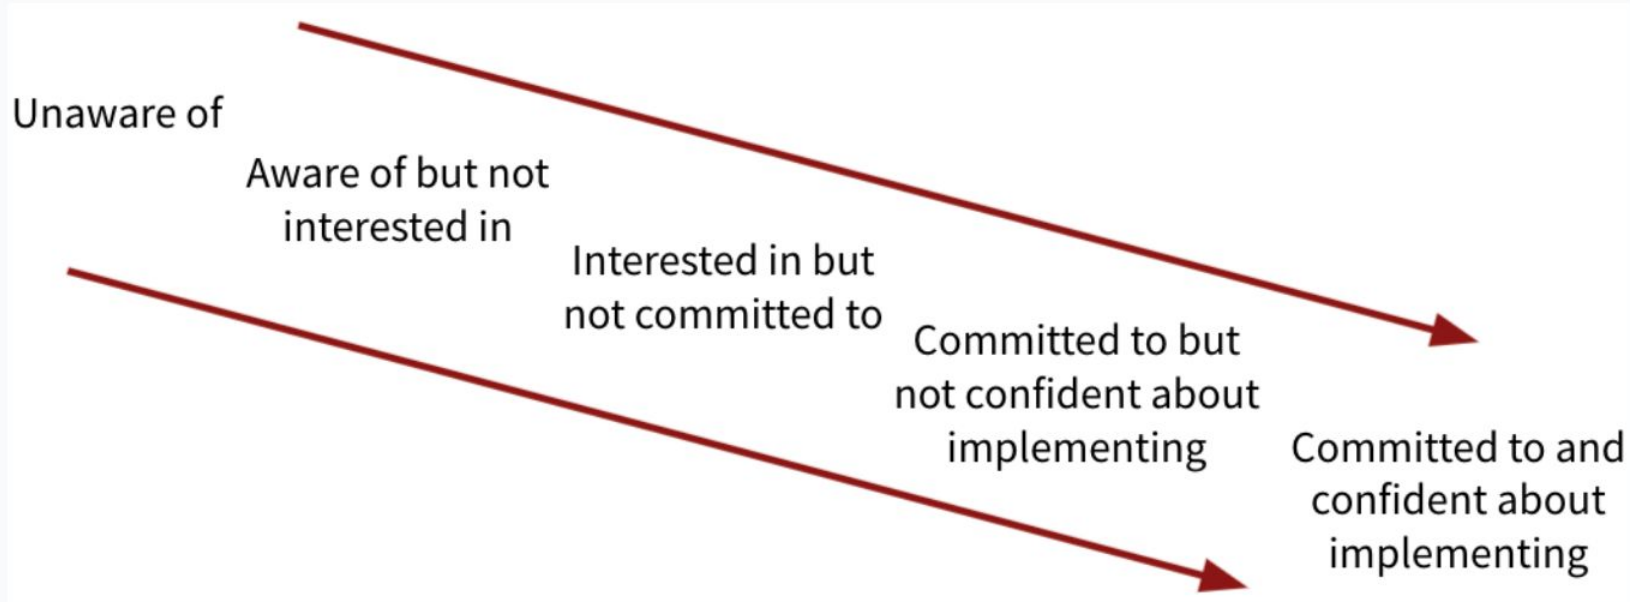 Unaware of
Aware of but not
interested in
Interested in but
not committed to
Committed to but
not confident about
implementing
Committed to and
confident about
implementing